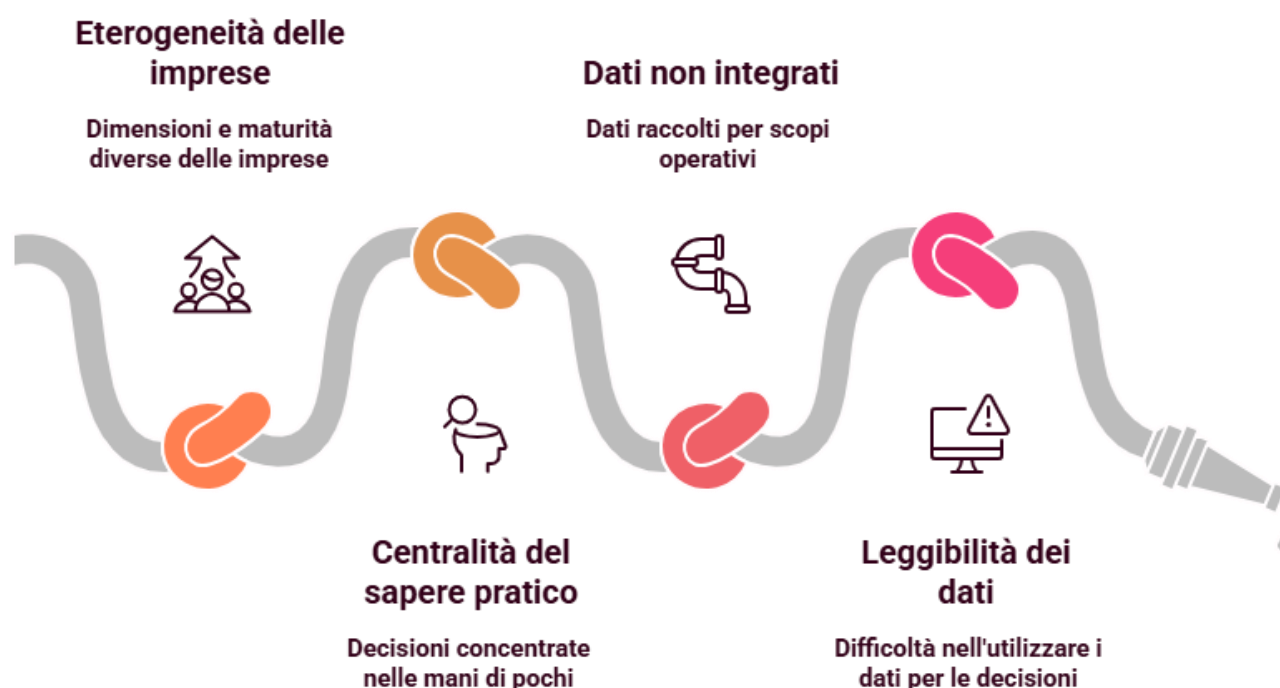 Eterogeneità delle
imprese
Dimensioni e maturità
diverse delle imprese
Centralità del
sapere pratico
Decisioni concentrate
nelle mani di pochi
Dati non integrati
Dati raccolti per scopi
operativi
Leggibilità dei
dati
Difficoltà nell'utilizzare i
dati per le decisioni